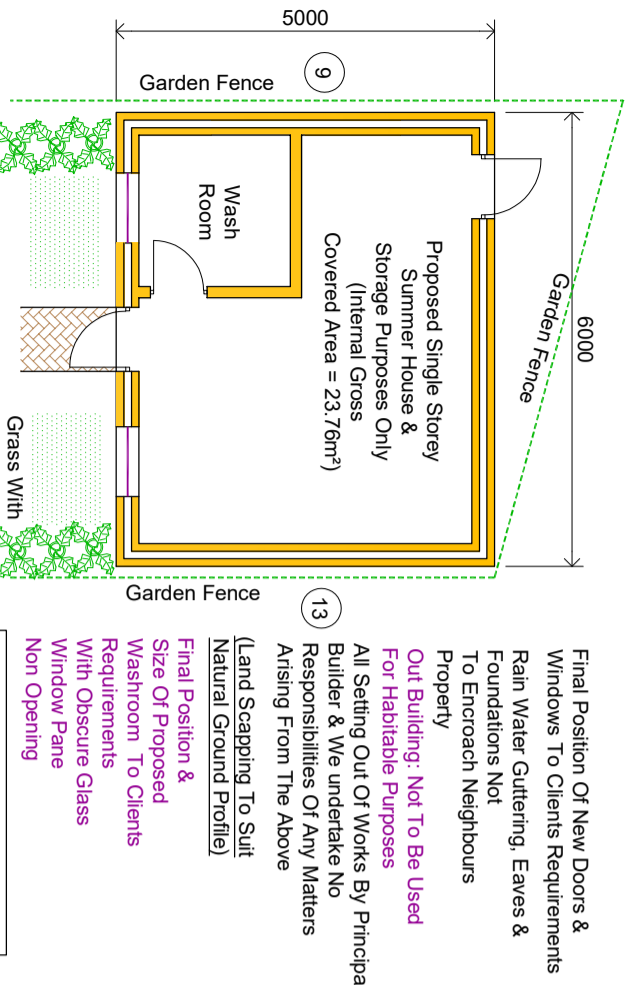 5000
6000
Garden Fence
9
Garden Fence
Proposed Single Storey
Summer House &
Storage Purposes Only
(Internal Gross
Covered Area = 23.76m²)
Wash
Room
Grass With
Garden Fence
13
Final Position Of New Doors &
Windows To Clients Requirements
Rain Water Guttering, Eaves &
Foundations Not
To Encroach Neighbours
Property
Out Building: Not To Be Used
For Habitable Purposes
All Setting Out Of Works By Principa
Builder & We undertake No
Responsibilities Of Any Matters
Arising From The Above
(Land Scapping To Suit
Natural Ground Profile)
Final Position &
Size Of Proposed
Washroom To Clients
Requirements
With Obscure Glass
Window Pane
Non Opening